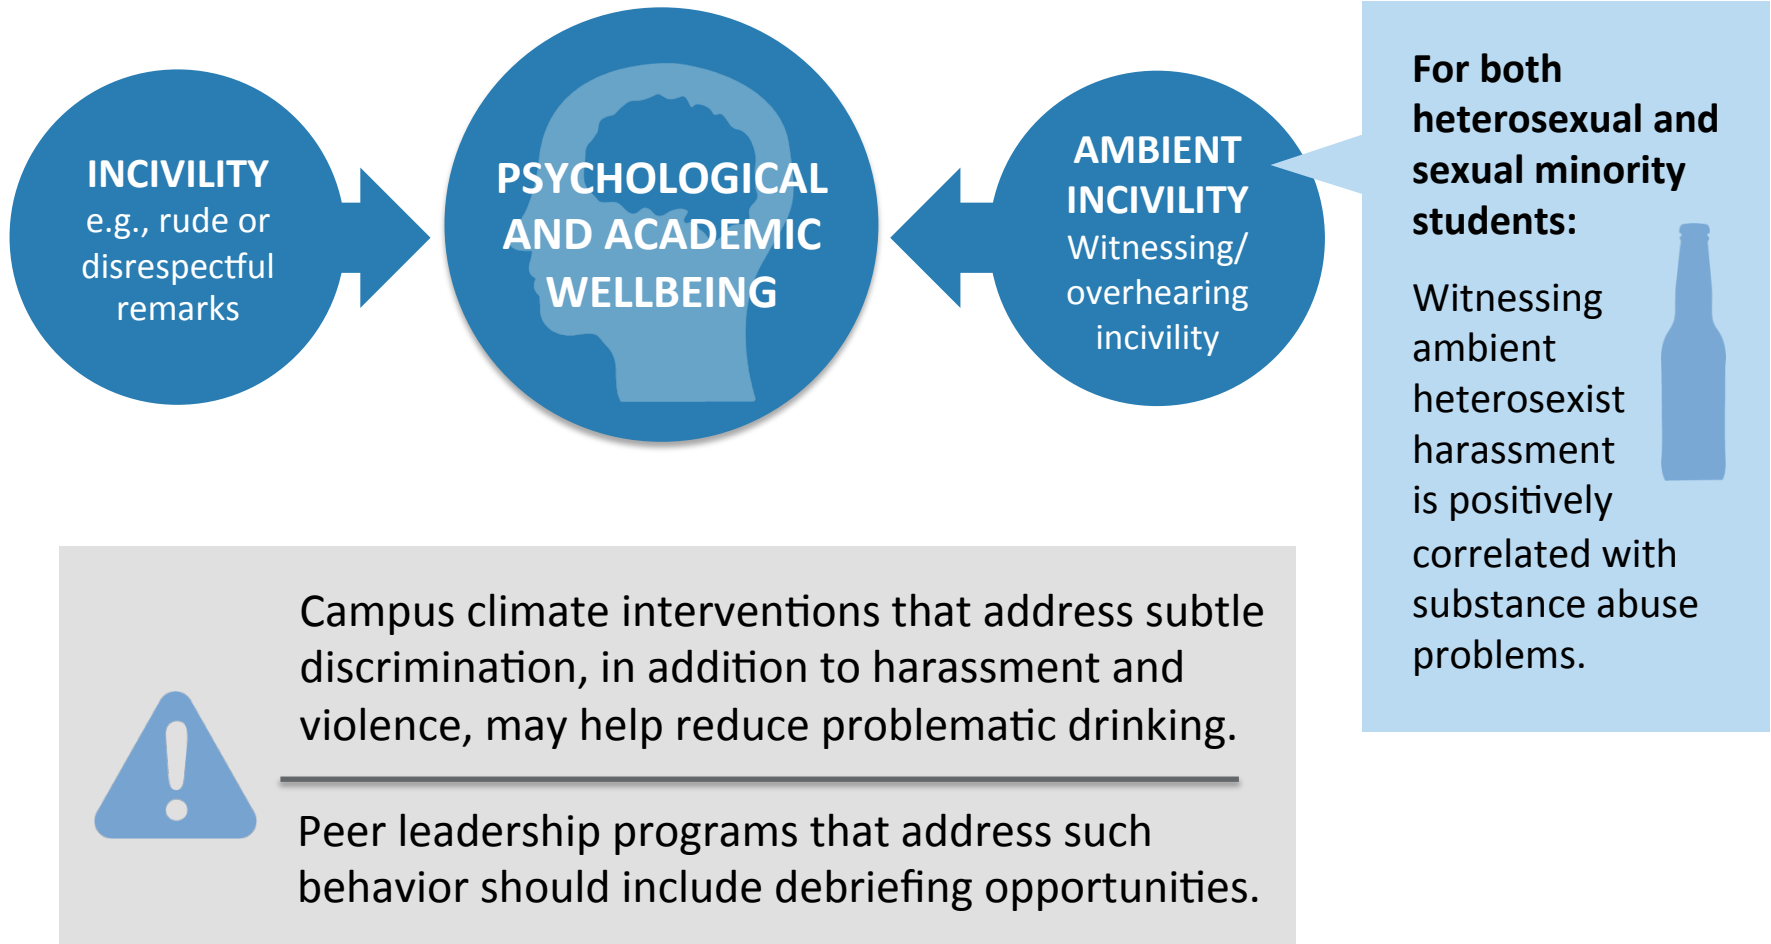 INCIVILITY
e.g., rude or
disrespectful
remarks
PSYCHOLOGICAL
AND ACADEMIC
WELLBEING
AMBIENT
INCIVILITY
Witnessing/
overhearing
incivility
For both
heterosexual and
sexual minority
students:
Witnessing
ambient
heterosexist
harassment
is positively
correlated with
substance abuse
problems.
Campus climate interventions that address subtle
discrimination, in addition to harassment and
violence, may help reduce problematic drinking.
Peer leadership programs that address such
behavior should include debriefing opportunities.